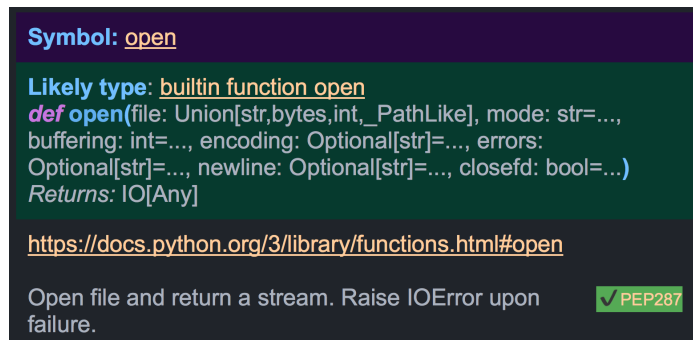 Symbol: open
Likely type: builtin function open
def open(file: Union[str,bytes,int,_PathLike], mode: str=...,
buffering: int=..., encoding: Optional[str]=..., errors:
Optional[str]=..., newline: Optional[str]=..., closefd: bool=...)
Returns: IO[Any]
https://docs.python.org/3/library/functions.html#open
Open file and return a stream. Raise IOError upon
failure.
✓PEP287